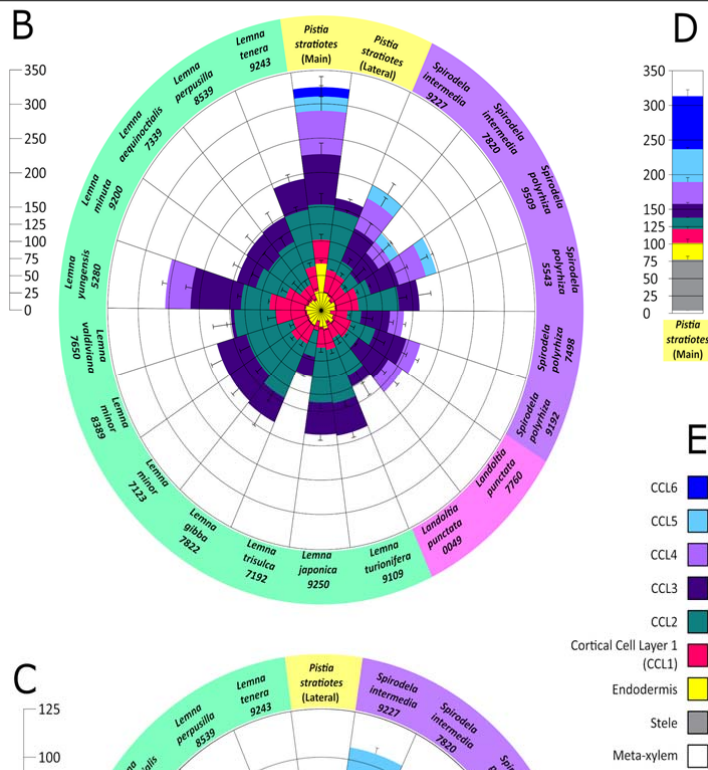 B
D
350
300
250
200
150
100
75
50
25
0
Pistia
stratiotes
(Main)
Pistia
stratiotes
(Lateral)
Spirodela
intermedia
9227
Spirodela
intermedia
7820
Spirodela
polyrhiza
9509
Spirodela
polyrhiza
5543
Spirodela
polyrhiza
7498
Spirodela
polyrhiza
9192
Landoltia
punctata
7760
Landoltia
punctata
0049
Lemna
turionifera
9109
Lemna
japonica
9250
Lemna
trisulca
7192
Lemna
gibba
7822
Lemna
minor
7123
Lemna
minor
8389
Lemna
valdiviana
7650
Lemna
yungensis
5280
Lemna
minuta
9200
Lemna
aequinoctialis
7339
Lemna
perpusilla
8539
Lemna
tenera
9243
350
300
250
200
150
125
100
75
50
25
0
Pistia
stratiotes
(Main)
E
CCL6
CCL5
CCL4
CCL3
CCL2
Cortical Cell Layer 1
(CCL1)
Endodermis
Stele
Meta-xylem
C
125
100
Pistia
stratiotes
(Lateral)
Spirodela
intermedia
9227
Spirodela
intermedia
7820
Lemna
tenera
9243
Lemna
perpusilla
8539